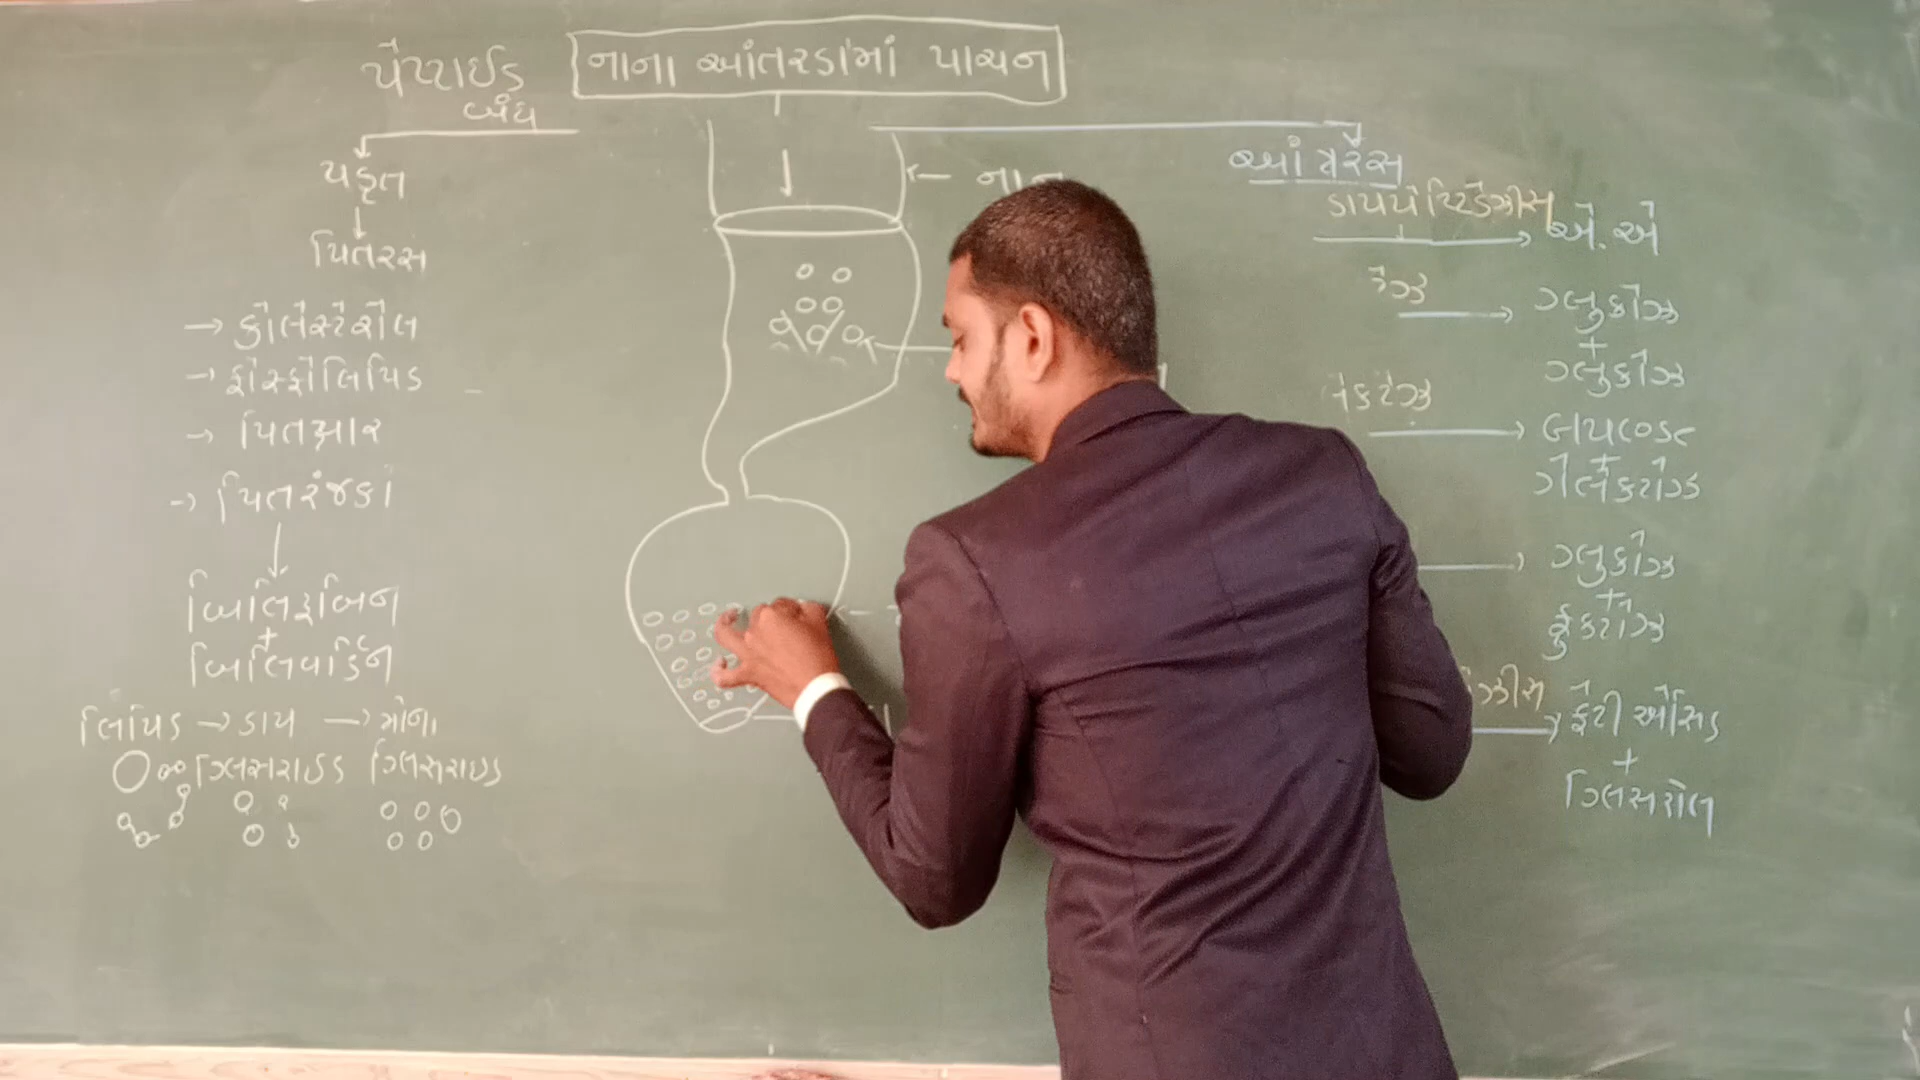 પેપ્ટાઈડ
બંધ
નાના આંતરડામાં પાચન
યકૃત
↓
પિતરસ
→ કોલેસ્ટેરોલ
→ ફોસ્ફોલિપિડ
→ પિતક્ષાર
→ પિતરંજકો
↓
બિલિરૂબિન
+
બિલિવર્ડિન
લિપિડ → ડાય → મોનો
ગ્લિસરાઇડ ગ્લિસરાઇડ
← નાના
આંત્રરસ
ડાયપેપ્ટિડેઝીસ
→ એ. એ
→ ગ્લુકોઝ
+
ગ્લુકોઝ
→
+
ગેલેક્ટોઝ
→ ગ્લુકોઝ
+
ફ્રુક્ટોઝ
→ ફેટી એસિડ
+
ગ્લિસરોલ